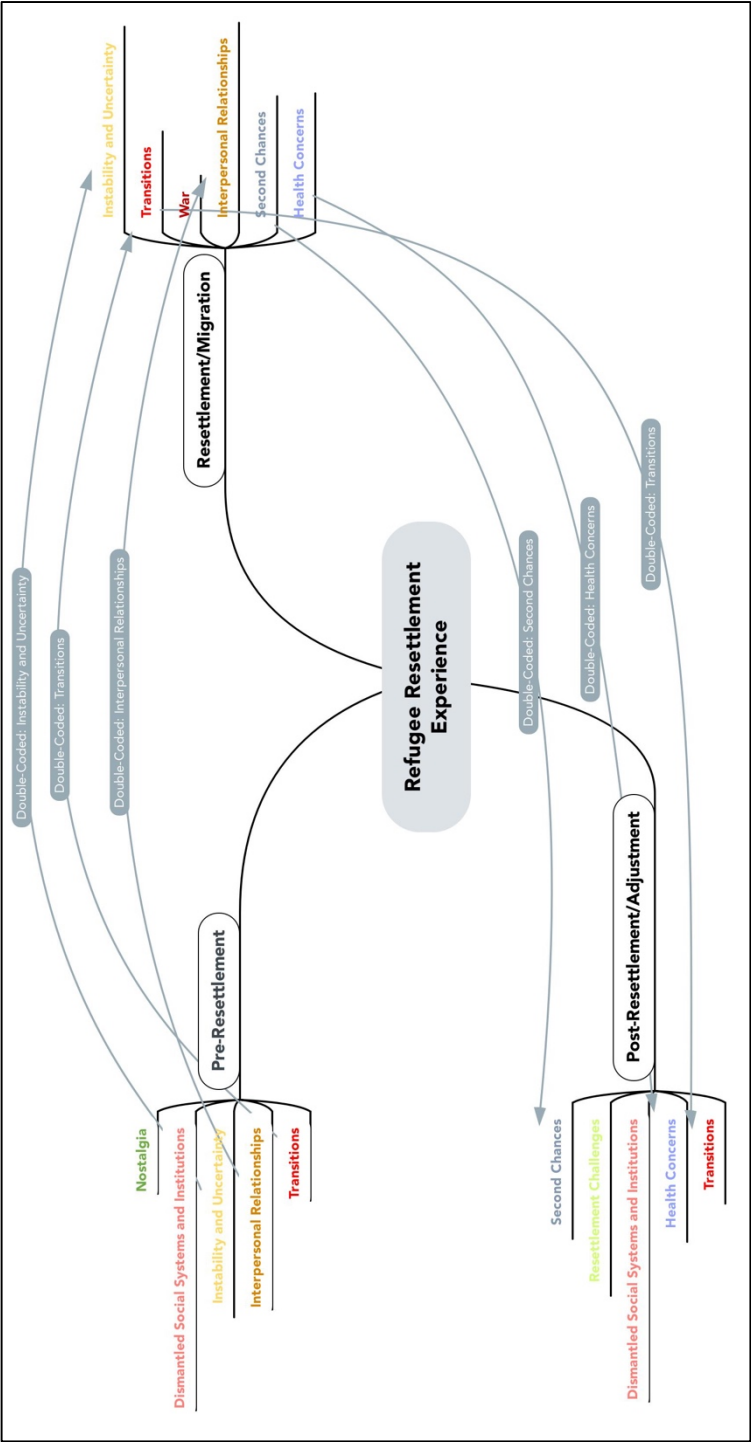 Double-Coded: Instability and Uncertainty
Double-Coded: Transitions
Double-Coded: Interpersonal Relationships
Nostalgia
Dismantled Social Systems and Institutions
Instability and Uncertainty
Interpersonal Relationships
Transitions
Pre-Resettlement
Resettlement/Migration
Instability and Uncertainty
Transitions
War
Interpersonal Relationships
Second Chances
Health Concerns
Refugee Resettlement
Experience
Double-Coded: Second Chances
Double-Coded: Health Concerns
Double-Coded: Transitions
Second Chances
Resettlement Challenges
Dismantled Social Systems and Institutions
Health Concerns
Transitions
Post-Resettlement/Adjustment